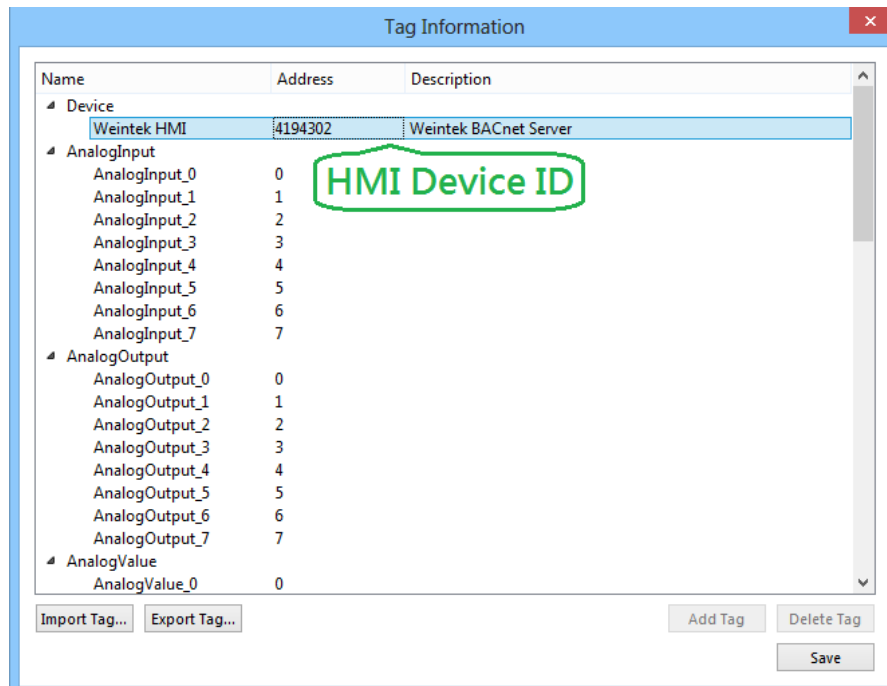 Tag Information
Name Address Description
Device
Weintek HMI 4194302 Weintek BACnet Server
HMI Device ID
AnalogInput
AnalogInput_0 0
AnalogInput_1 1
AnalogInput_2 2
AnalogInput_3 3
AnalogInput_4 4
AnalogInput_5 5
AnalogInput_6 6
AnalogInput_7 7
AnalogOutput
AnalogOutput_0 0
AnalogOutput_1 1
AnalogOutput_2 2
AnalogOutput_3 3
AnalogOutput_4 4
AnalogOutput_5 5
AnalogOutput_6 6
AnalogOutput_7 7
AnalogValue
AnalogValue_0 0
Import Tag... Export Tag... Add Tag Delete Tag
Save